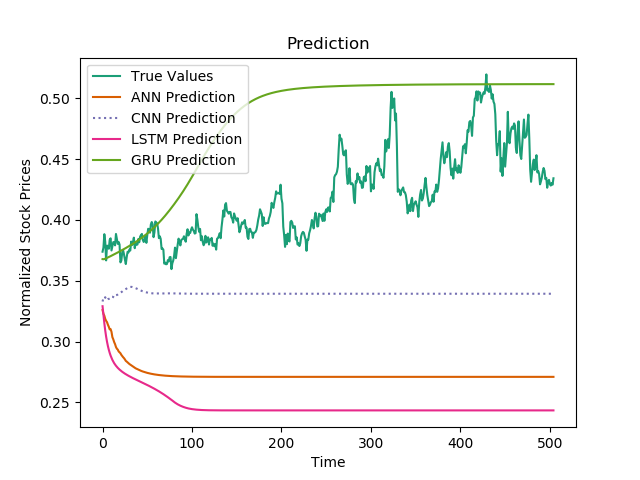 Prediction
True Values
ANN Prediction
CNN Prediction
LSTM Prediction
GRU Prediction
0.50
0.45
0.40
0.35
0.30
0.25
Normalized Stock Prices
0 100 200 300 400 500
Time